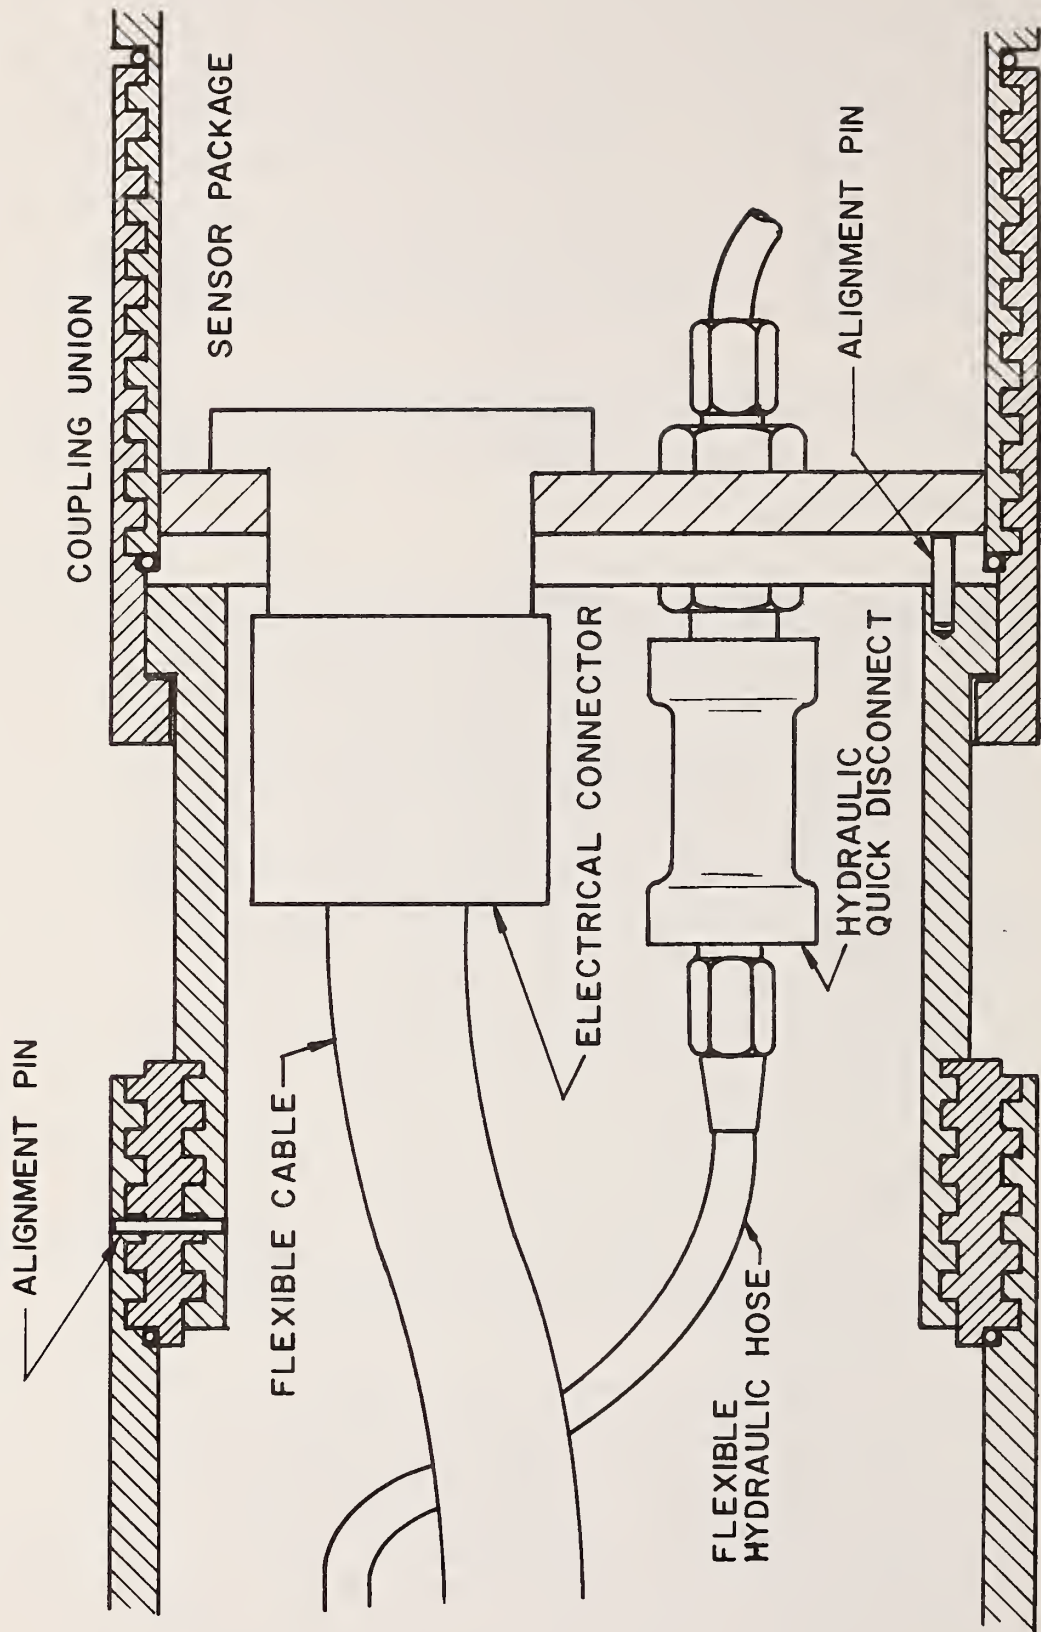 COUPLING UNION
SENSOR PACKAGE
ALIGNMENT PIN
ALIGNMENT PIN
FLEXIBLE CABLE
ELECTRICAL CONNECTOR
HYDRAULIC
QUICK DISCONNECT
FLEXIBLE
HYDRAULIC HOSE